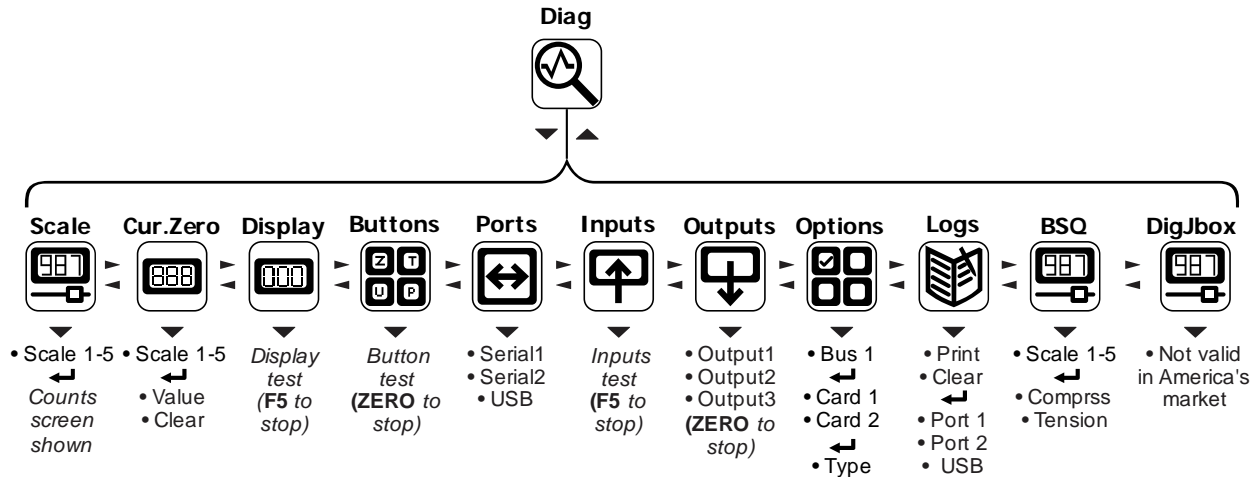 Diag
Scale
Cur.Zero
Display
Buttons
Ports
Inputs
Outputs
Options
Logs
BSQ
DigJbox
987
888
000
Z T
U P
987
987
• Scale 1-5
Counts
screen
shown
• Scale 1-5
• Value
• Clear
Display
test
(F5 to
stop)
Button
test
(ZERO to
stop)
• Serial1
• Serial2
• USB
Inputs
test
(F5 to
stop)
• Output1
• Output2
• Output3
(ZERO to
stop)
• Bus 1
• Card 1
• Card 2
• Type
• Print
• Clear
• Port 1
• Port 2
• USB
• Scale 1-5
• Comprss
• Tension
• Not valid
in America's
market